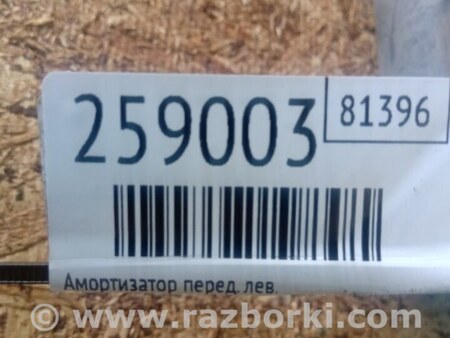 259003
81396
Амортизатор перед. лев.
www.razborki.com